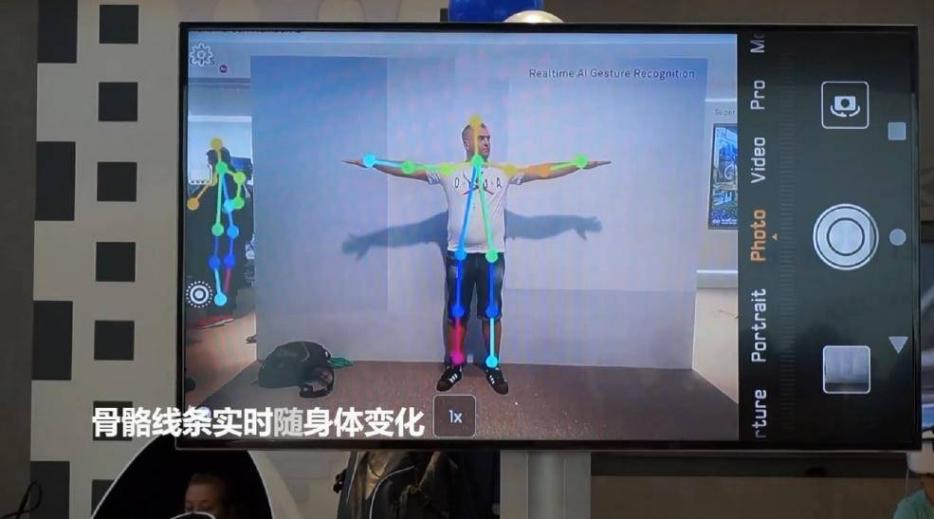 Realtime AI Gesture Recognition
Super
Mo
Pro
Video
Photo
Portrait
rture
1x
骨骼线条实时随身体变化